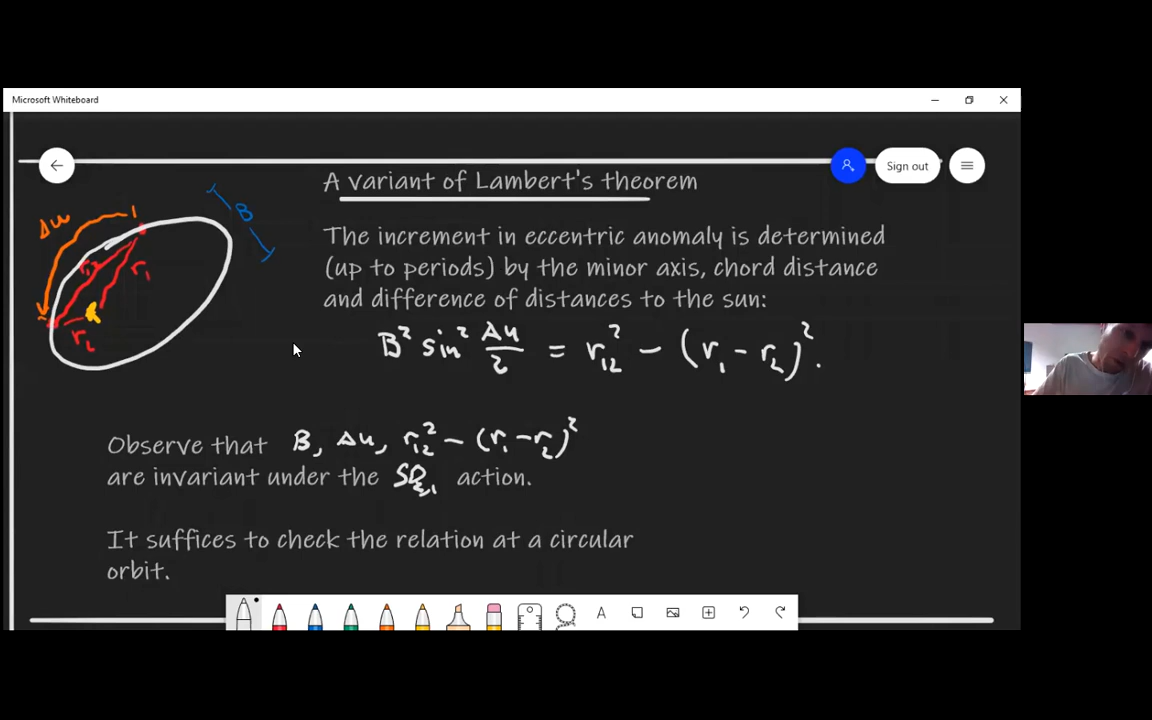 Microsoft Whiteboard
Sign out
A variant of Lambert's theorem
Δu
B
r₁₂
r₁
r₂
The increment in eccentric anomaly is determined
(up to periods) by the minor axis, chord distance
and difference of distances to the sun:
B² sin² Δu/2 = r₁₂² − (r₁ − r₂)².
Observe that B, Δu, r₁₂² − (r₁ − r₂)²
are invariant under the SO₂,₁ action.
It suffices to check the relation at a circular
orbit.
A